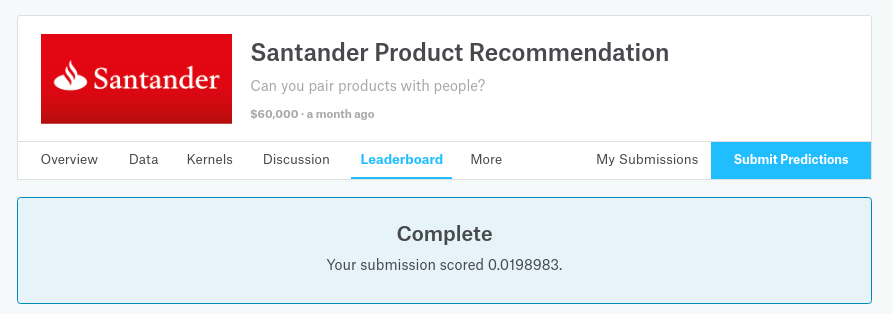 Santander
Santander Product Recommendation
Can you pair products with people?
$60,000 · a month ago
Overview Data Kernels Discussion Leaderboard More My Submissions Submit Predictions
Complete
Your submission scored 0.0198983.